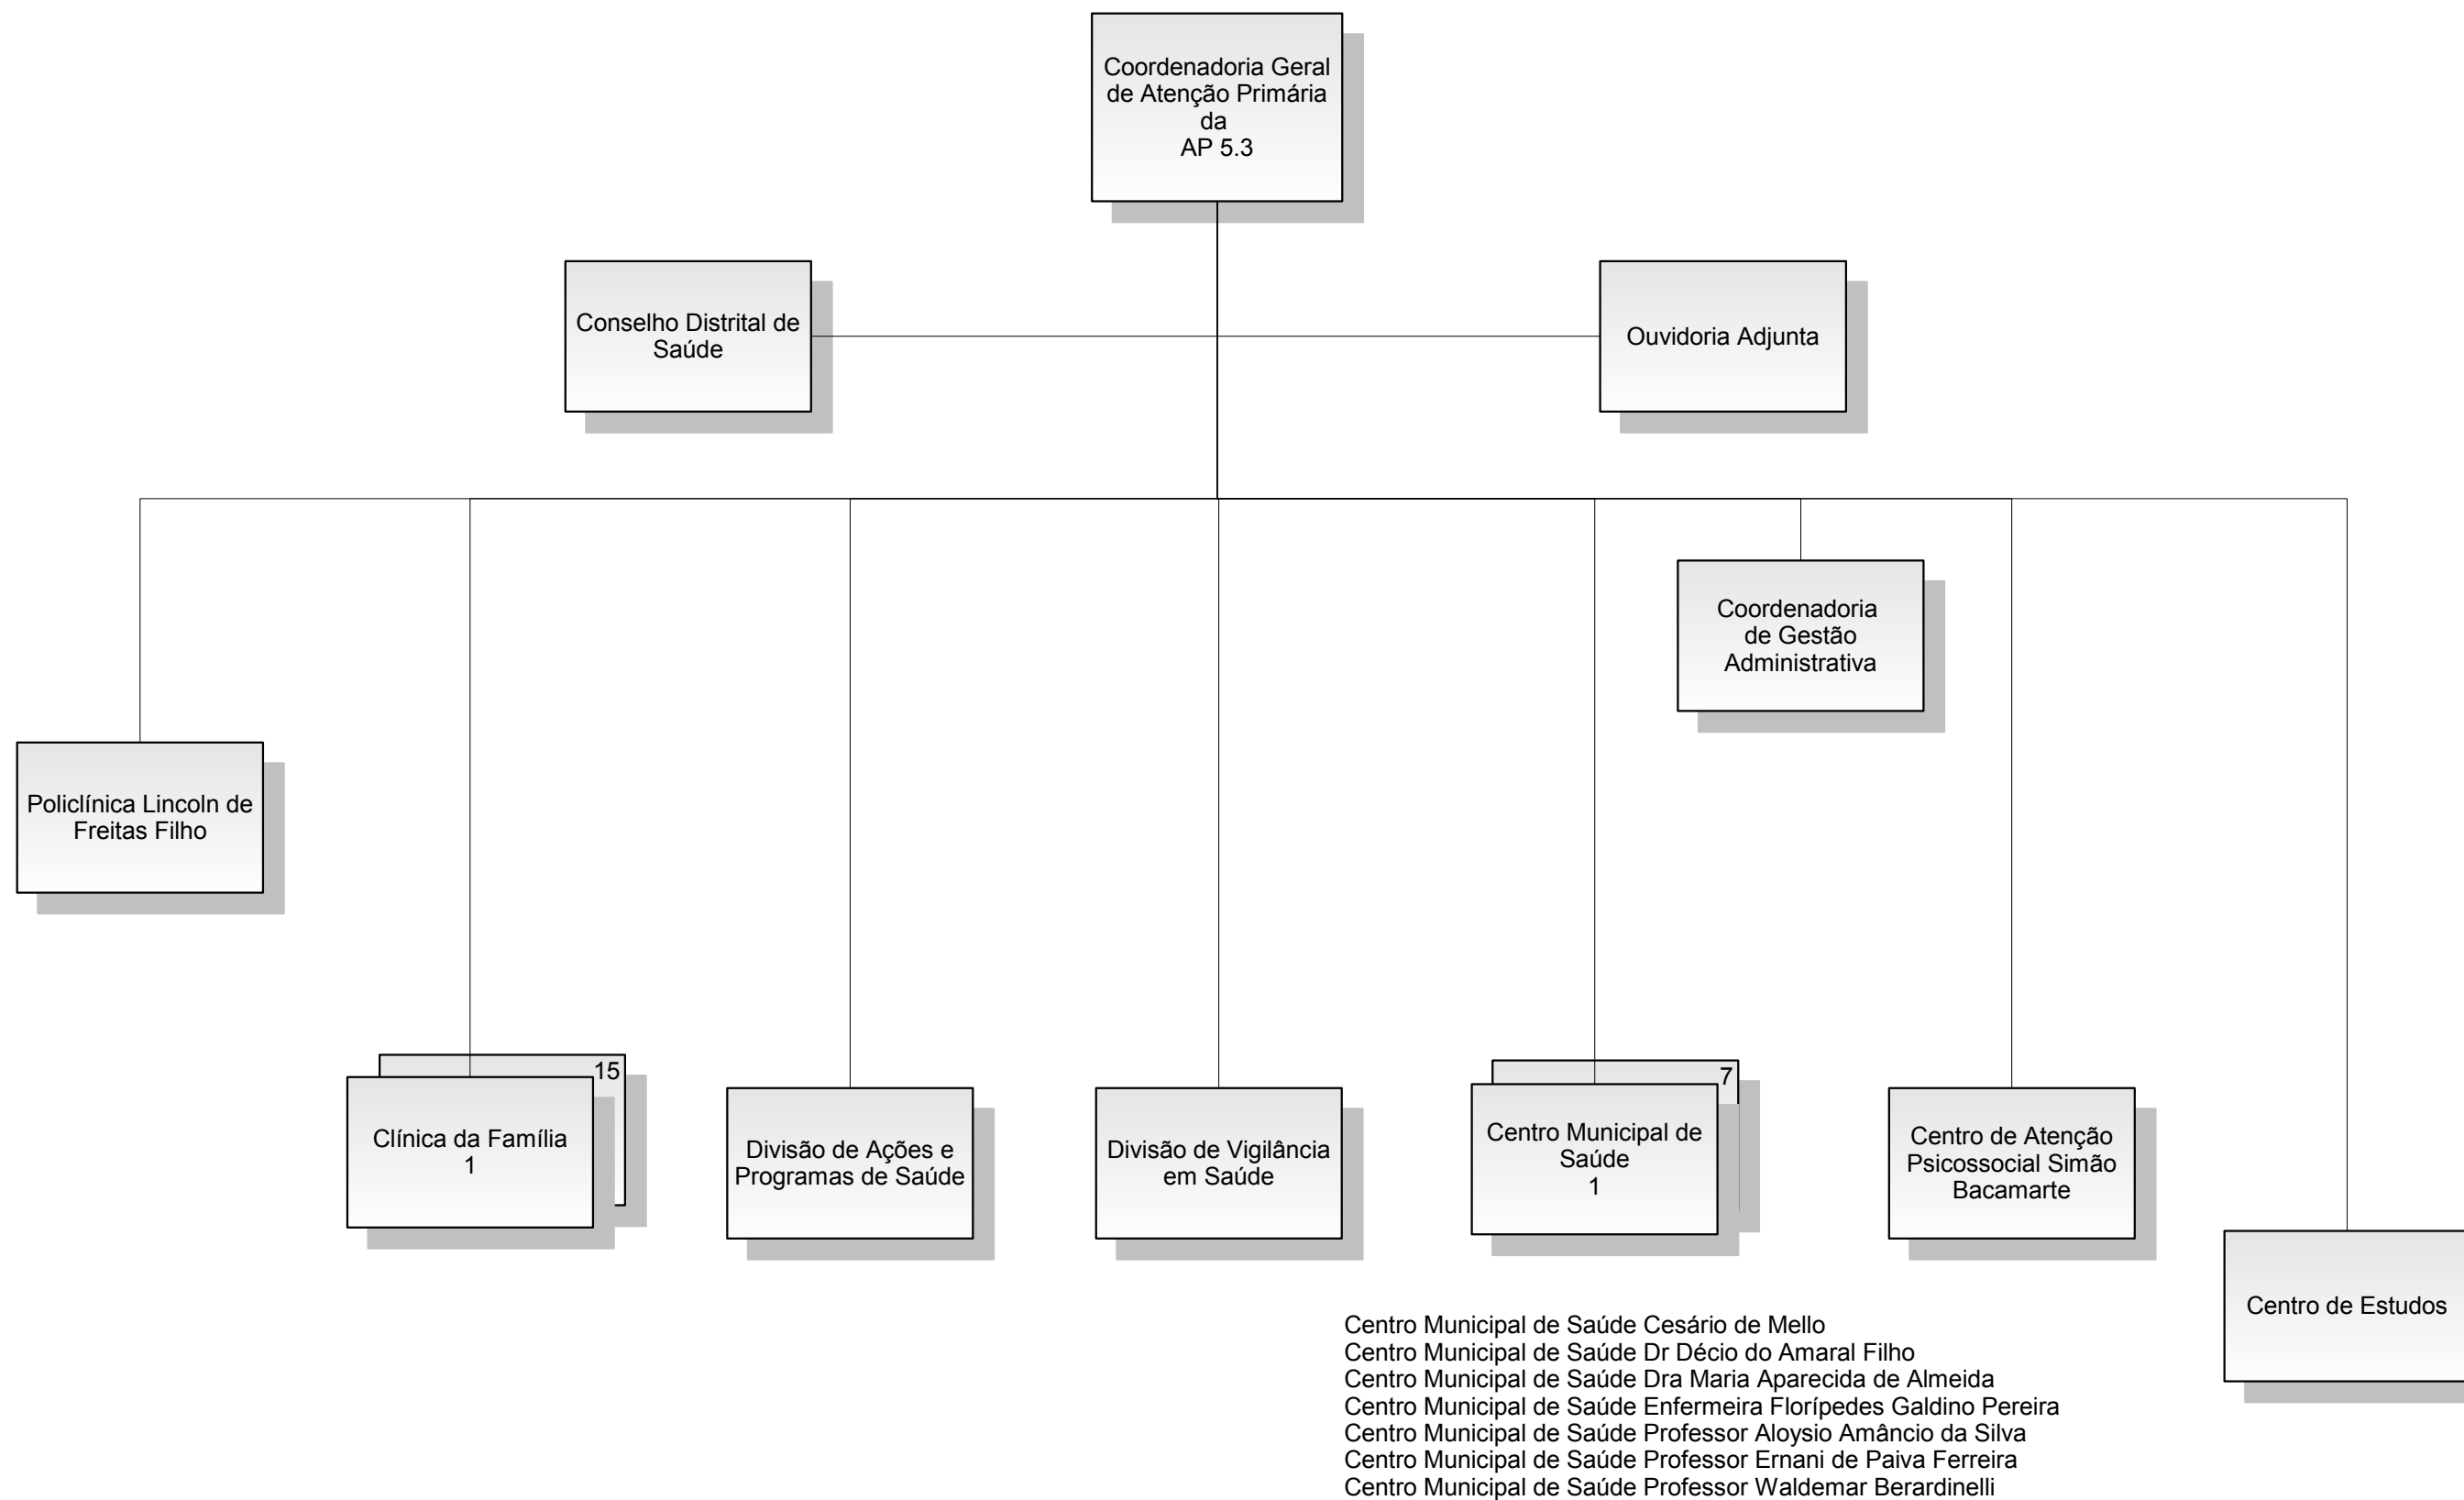 Coordenadoria Geral
de Atenção Primária
da
AP 5.3
Conselho Distrital de
Saúde
Ouvidoria Adjunta
Coordenadoria
de Gestão
Administrativa
Policlínica Lincoln de
Freitas Filho
15
Clínica da Família
1
Divisão de Ações e
Programas de Saúde
Divisão de Vigilância
em Saúde
7
Centro Municipal de
Saúde
1
Centro de Atenção
Psicossocial Simão
Bacamarte
Centro de Estudos
Centro Municipal de Saúde Cesário de Mello
Centro Municipal de Saúde Dr Décio do Amaral Filho
Centro Municipal de Saúde Dra Maria Aparecida de Almeida
Centro Municipal de Saúde Enfermeira Florípedes Galdino Pereira
Centro Municipal de Saúde Professor Aloysio Amâncio da Silva
Centro Municipal de Saúde Professor Ernani de Paiva Ferreira
Centro Municipal de Saúde Professor Waldemar Berardinelli